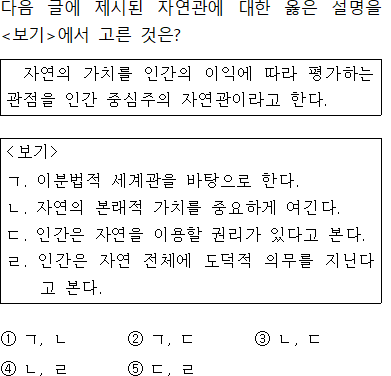 다음 글에 제시된 자연관에 대한 옳은 설명을
<보기>에서 고른 것은?
자연의 가치를 인간의 이익에 따라 평가하는
관점을 인간 중심주의 자연관이라고 한다.
<보기>
ㄱ. 이분법적 세계관을 바탕으로 한다.
ㄴ. 자연의 본래적 가치를 중요하게 여긴다.
ㄷ. 인간은 자연을 이용할 권리가 있다고 본다.
ㄹ. 인간은 자연 전체에 도덕적 의무를 지닌다
고 본다.
① ㄱ, ㄴ ② ㄱ, ㄷ ③ ㄴ, ㄷ
④ ㄴ, ㄹ ⑤ ㄷ, ㄹ